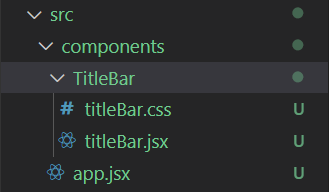 src
components
TitleBar
# titleBar.css U
titleBar.jsx U
app.jsx U